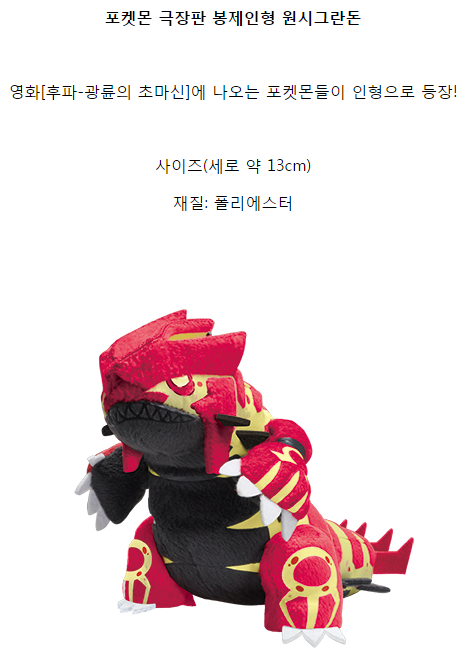 포켓몬 극장판 봉제인형 원시그란돈
영화[후파-광륜의 초마신]에 나오는 포켓몬들이 인형으로 등장!
사이즈(세로 약 13cm)
재질: 폴리에스터